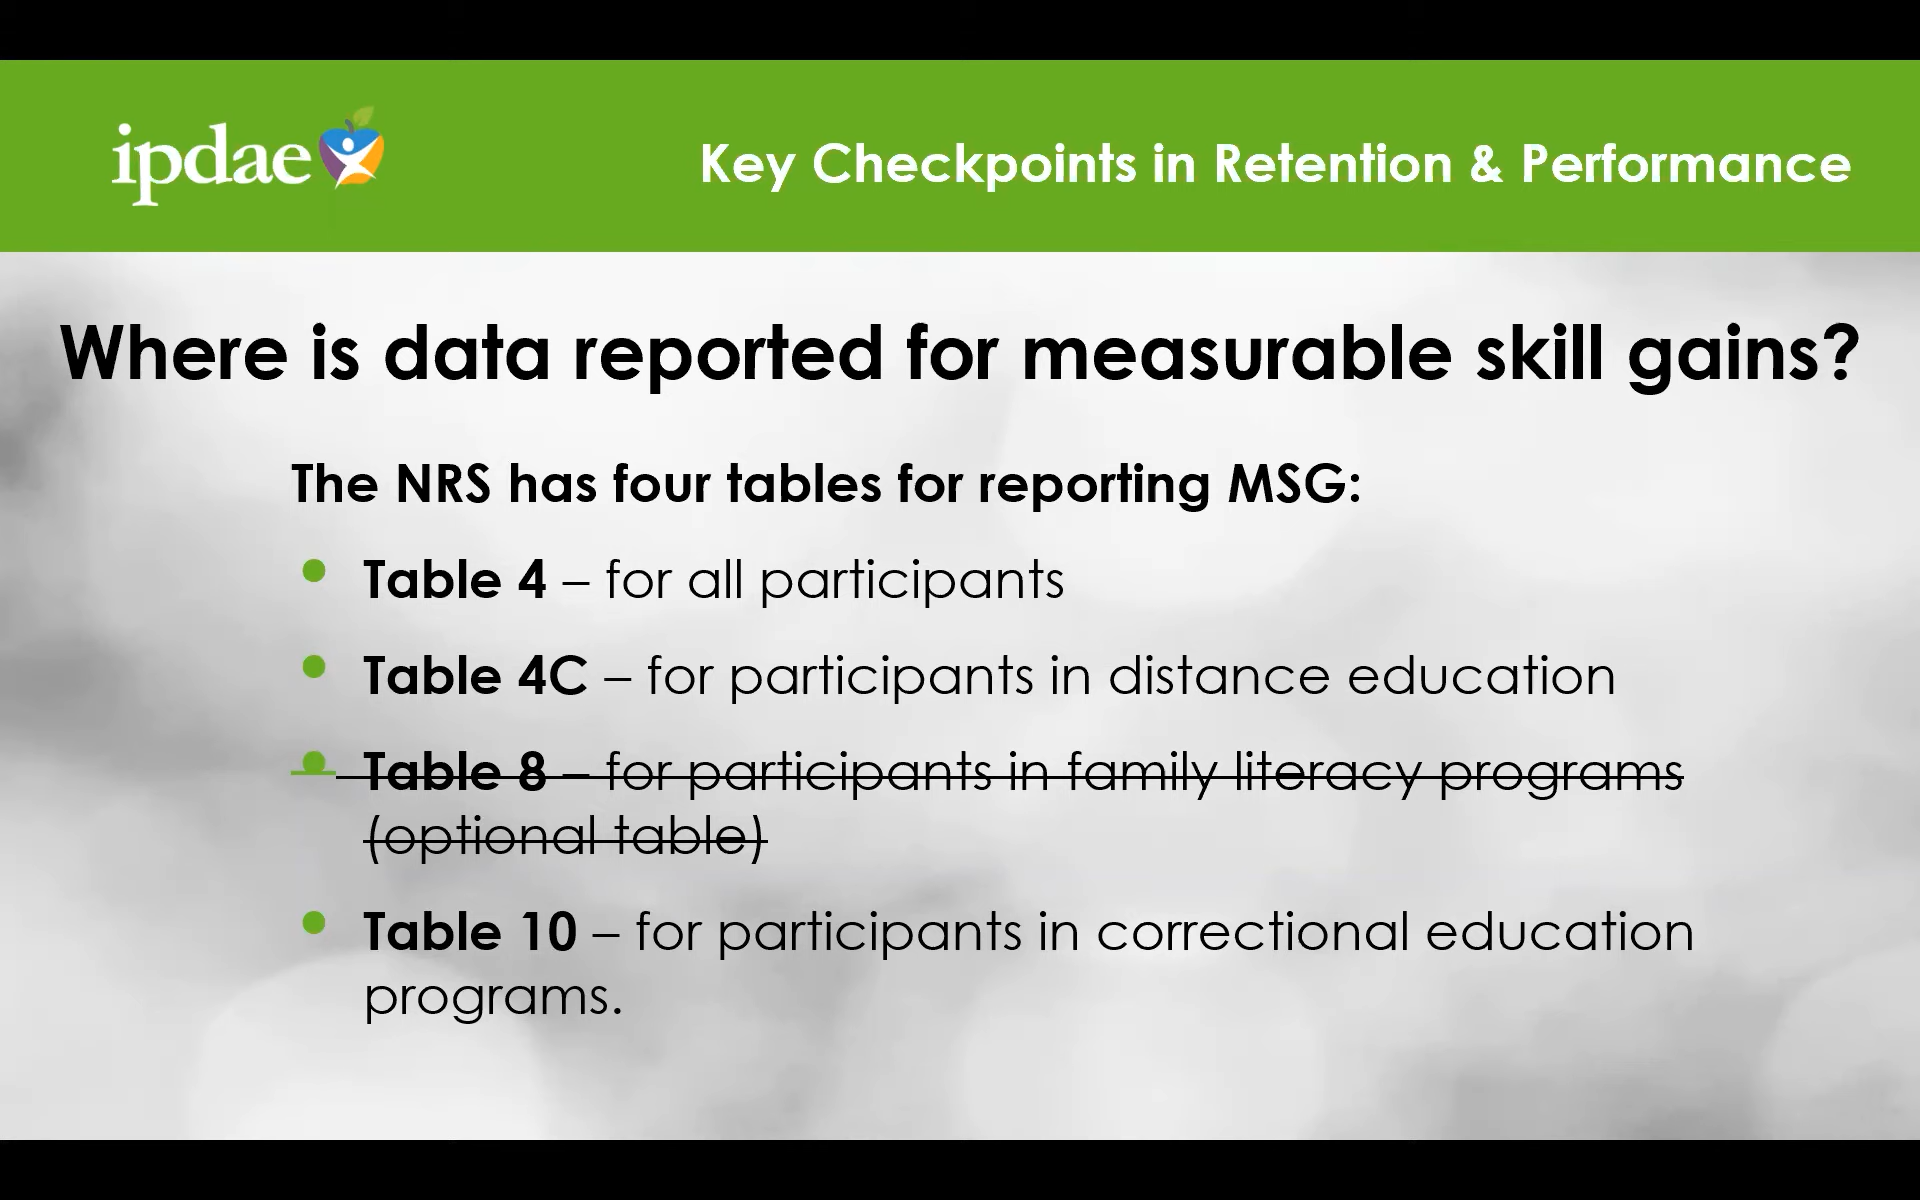 ipdae
Key Checkpoints in Retention & Performance
Where is data reported for measurable skill gains?
The NRS has four tables for reporting MSG:
• Table 4 – for all participants
• Table 4C – for participants in distance education
• Table 8 – for participants in family literacy programs
(optional table)
• Table 10 – for participants in correctional education
programs.